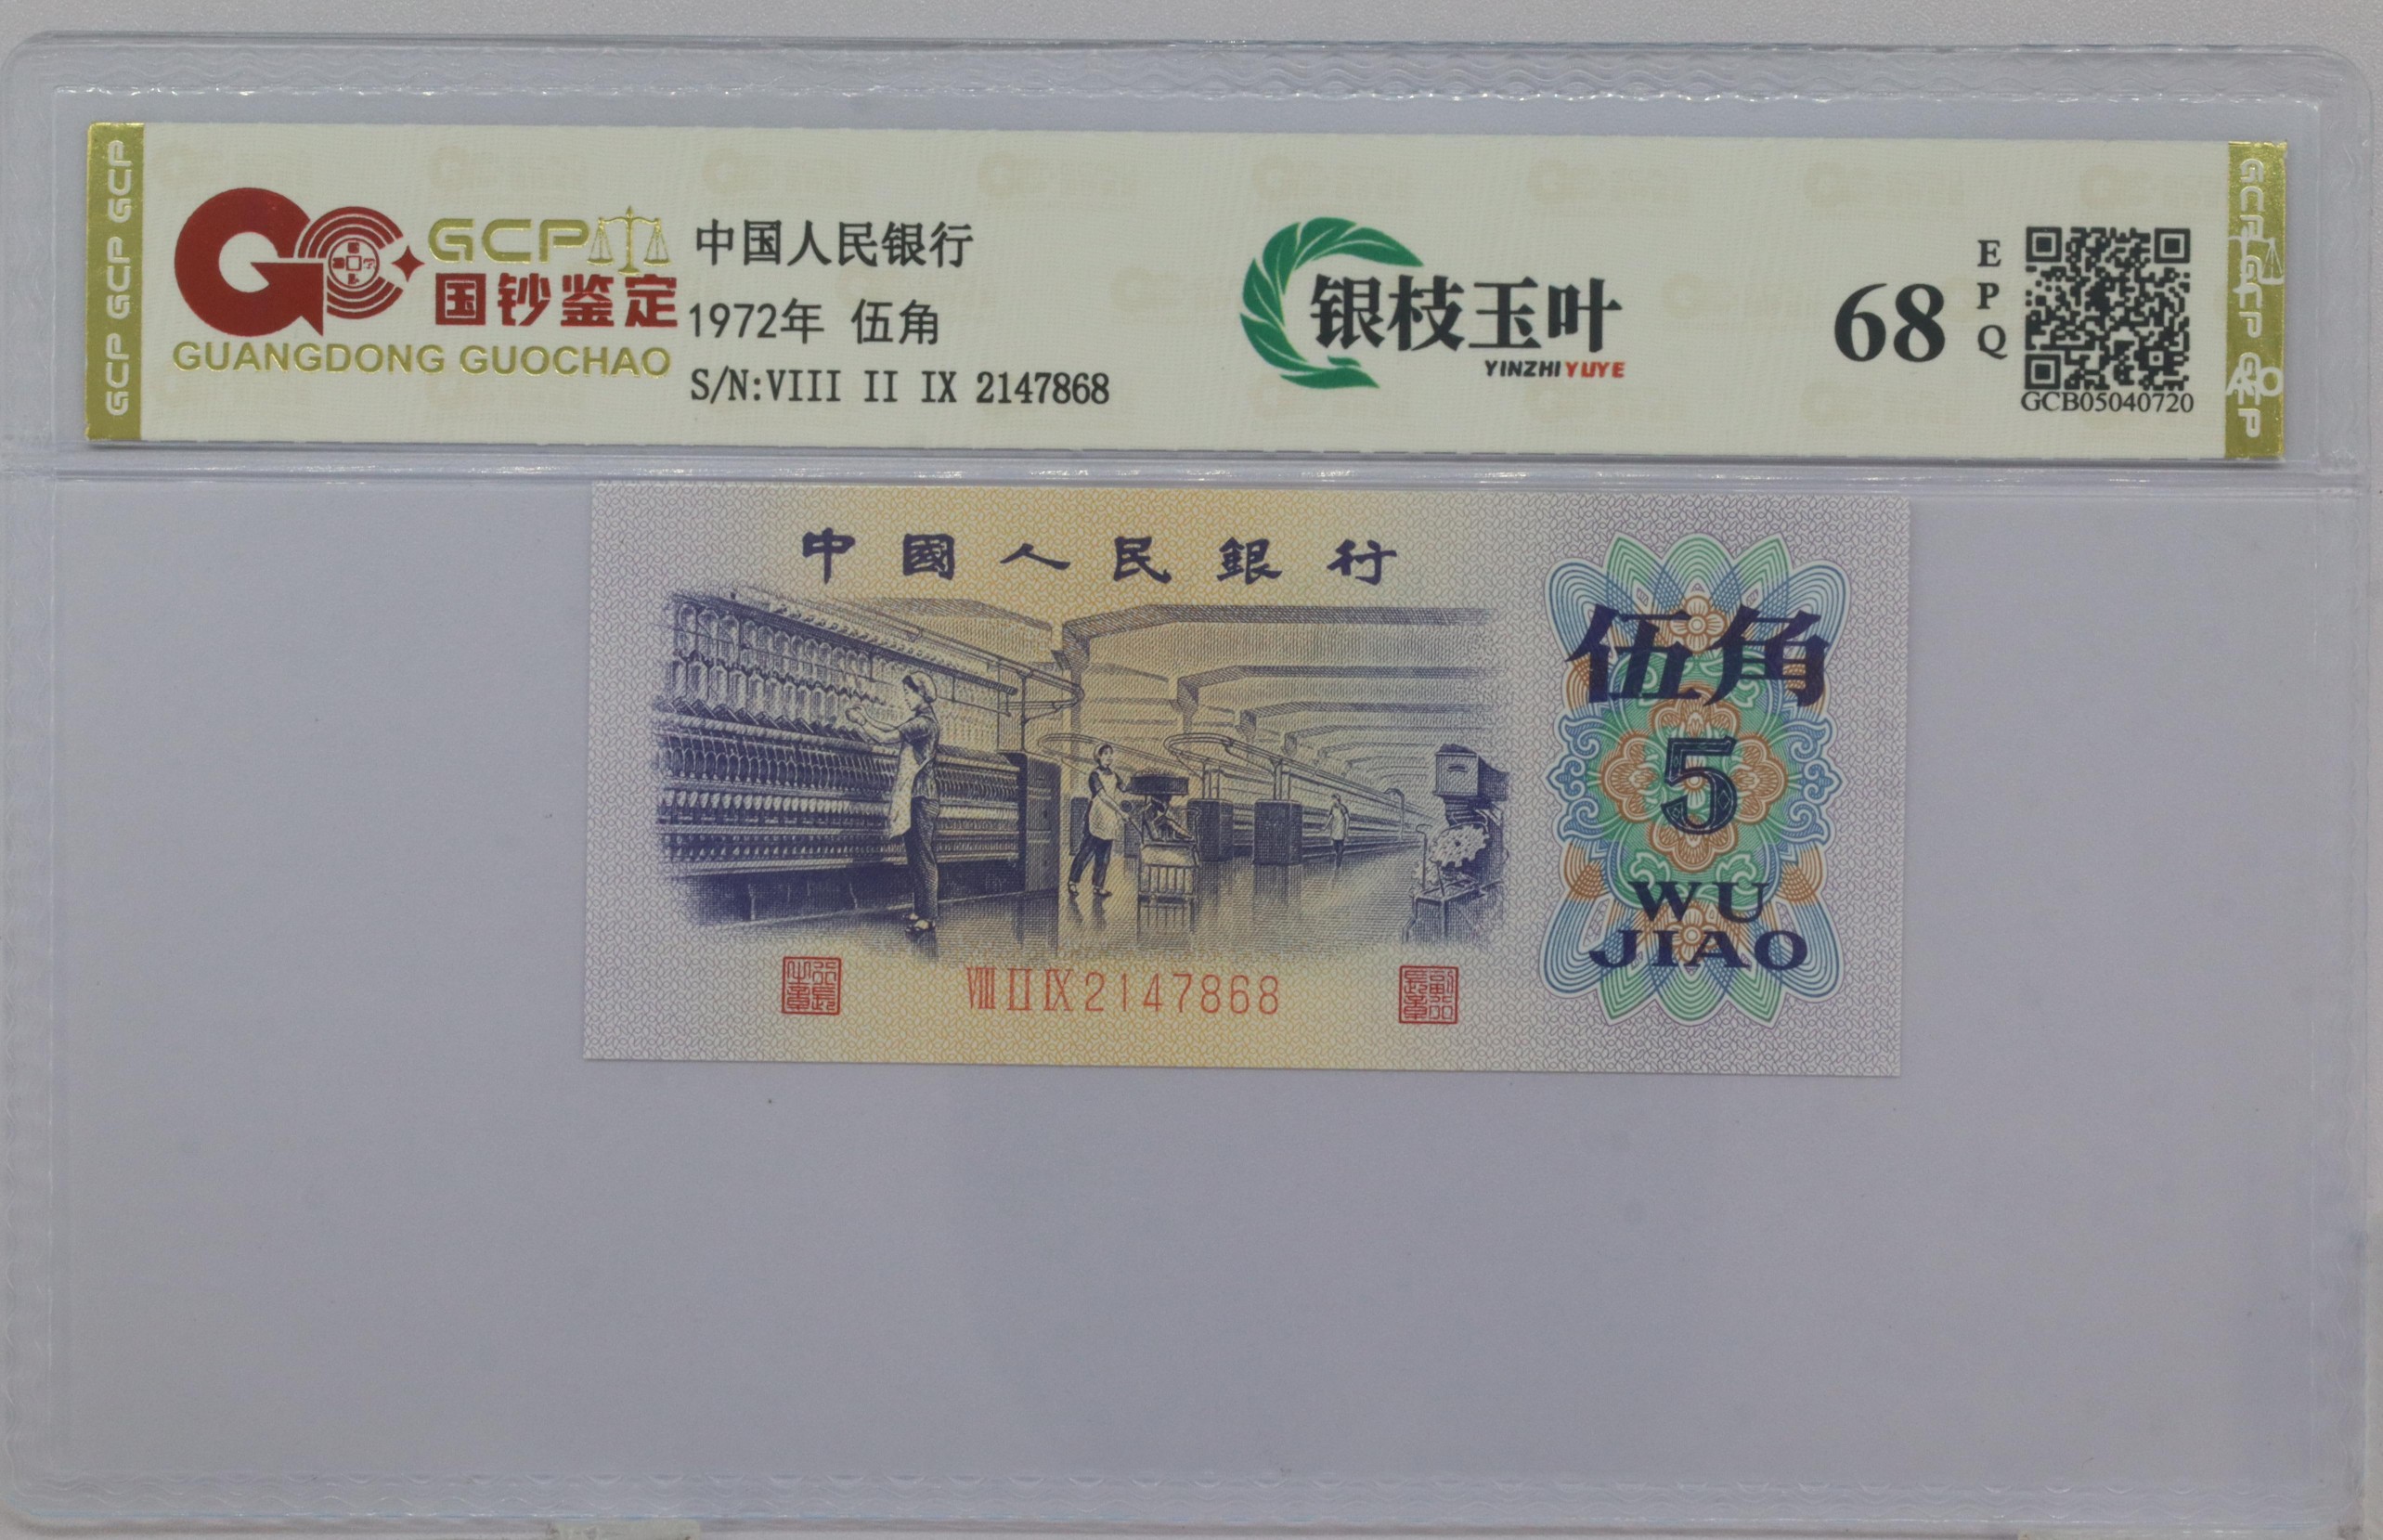 GCP GCP GCP
GCP
国钞鉴定
GUANGDONG GUOCHAO
中国人民银行
1972年 伍角
S/N:VIII II IX 2147868
银枝玉叶
YINZHI YUYE
68
EPQ
GCB05040720
中國人民銀行
伍角
5
WU
JIAO
VIII II IX 2147868